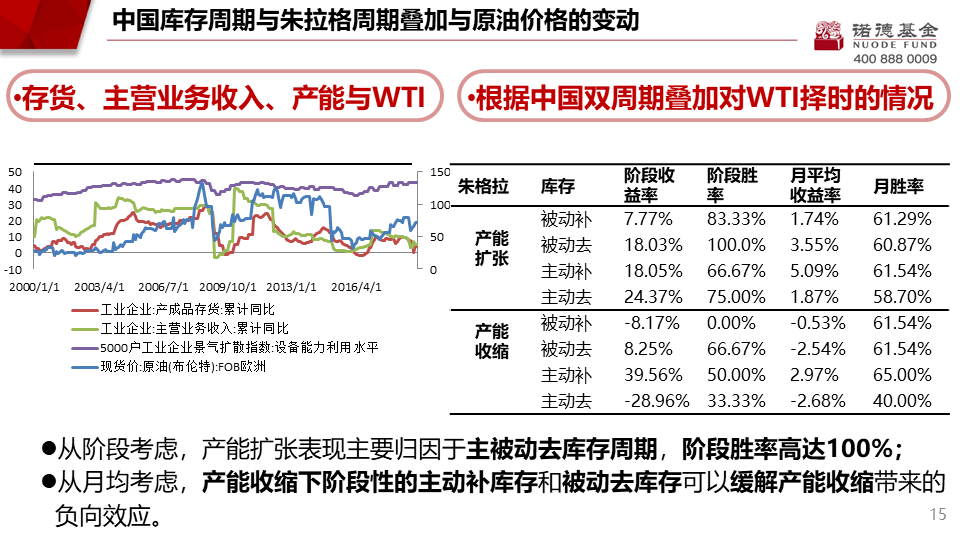 中国库存周期与朱拉格周期叠加与原油价格的变动
诺德基金
NUODE FUND
400 888 0009
•存货、主营业务收入、产能与WTI
•根据中国双周期叠加对WTI择时的情况
50
40
30
20
10
0
-10
150
100
50
0
2000/1/1 2003/4/1 2006/7/1 2009/10/1 2013/1/1 2016/4/1
工业企业:产成品存货:累计同比
工业企业:主营业务收入:累计同比
5000户工业企业景气扩散指数:设备能力利用水平
现货价:原油(布伦特):FOB欧洲
朱格拉 库存 阶段收益率 阶段胜率 月平均收益率 月胜率
产能扩张
被动补 7.77% 83.33% 1.74% 61.29%
被动去 18.03% 100.0% 3.55% 60.87%
主动补 18.05% 66.67% 5.09% 61.54%
主动去 24.37% 75.00% 1.87% 58.70%
产能收缩
被动补 -8.17% 0.00% -0.53% 61.54%
被动去 8.25% 66.67% -2.54% 61.54%
主动补 39.56% 50.00% 2.97% 65.00%
主动去 -28.96% 33.33% -2.68% 40.00%
●从阶段考虑，产能扩张表现主要归因于主被动去库存周期，阶段胜率高达100%；
●从月均考虑，产能收缩下阶段性的主动补库存和被动去库存可以缓解产能收缩带来的
负向效应。
15